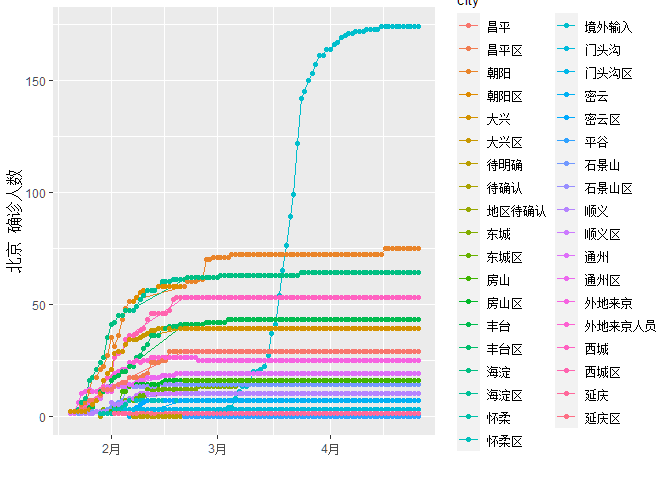 city
昌平
昌平区
朝阳
朝阳区
大兴
大兴区
待明确
待确认
地区待确认
东城
东城区
房山
房山区
丰台
丰台区
海淀
海淀区
怀柔
怀柔区
境外输入
门头沟
门头沟区
密云
密云区
平谷
石景山
石景山区
顺义
顺义区
通州
通州区
外地来京
外地来京人员
西城
西城区
延庆
延庆区
北京 确诊人数
150
100
50
0
2月
3月
4月